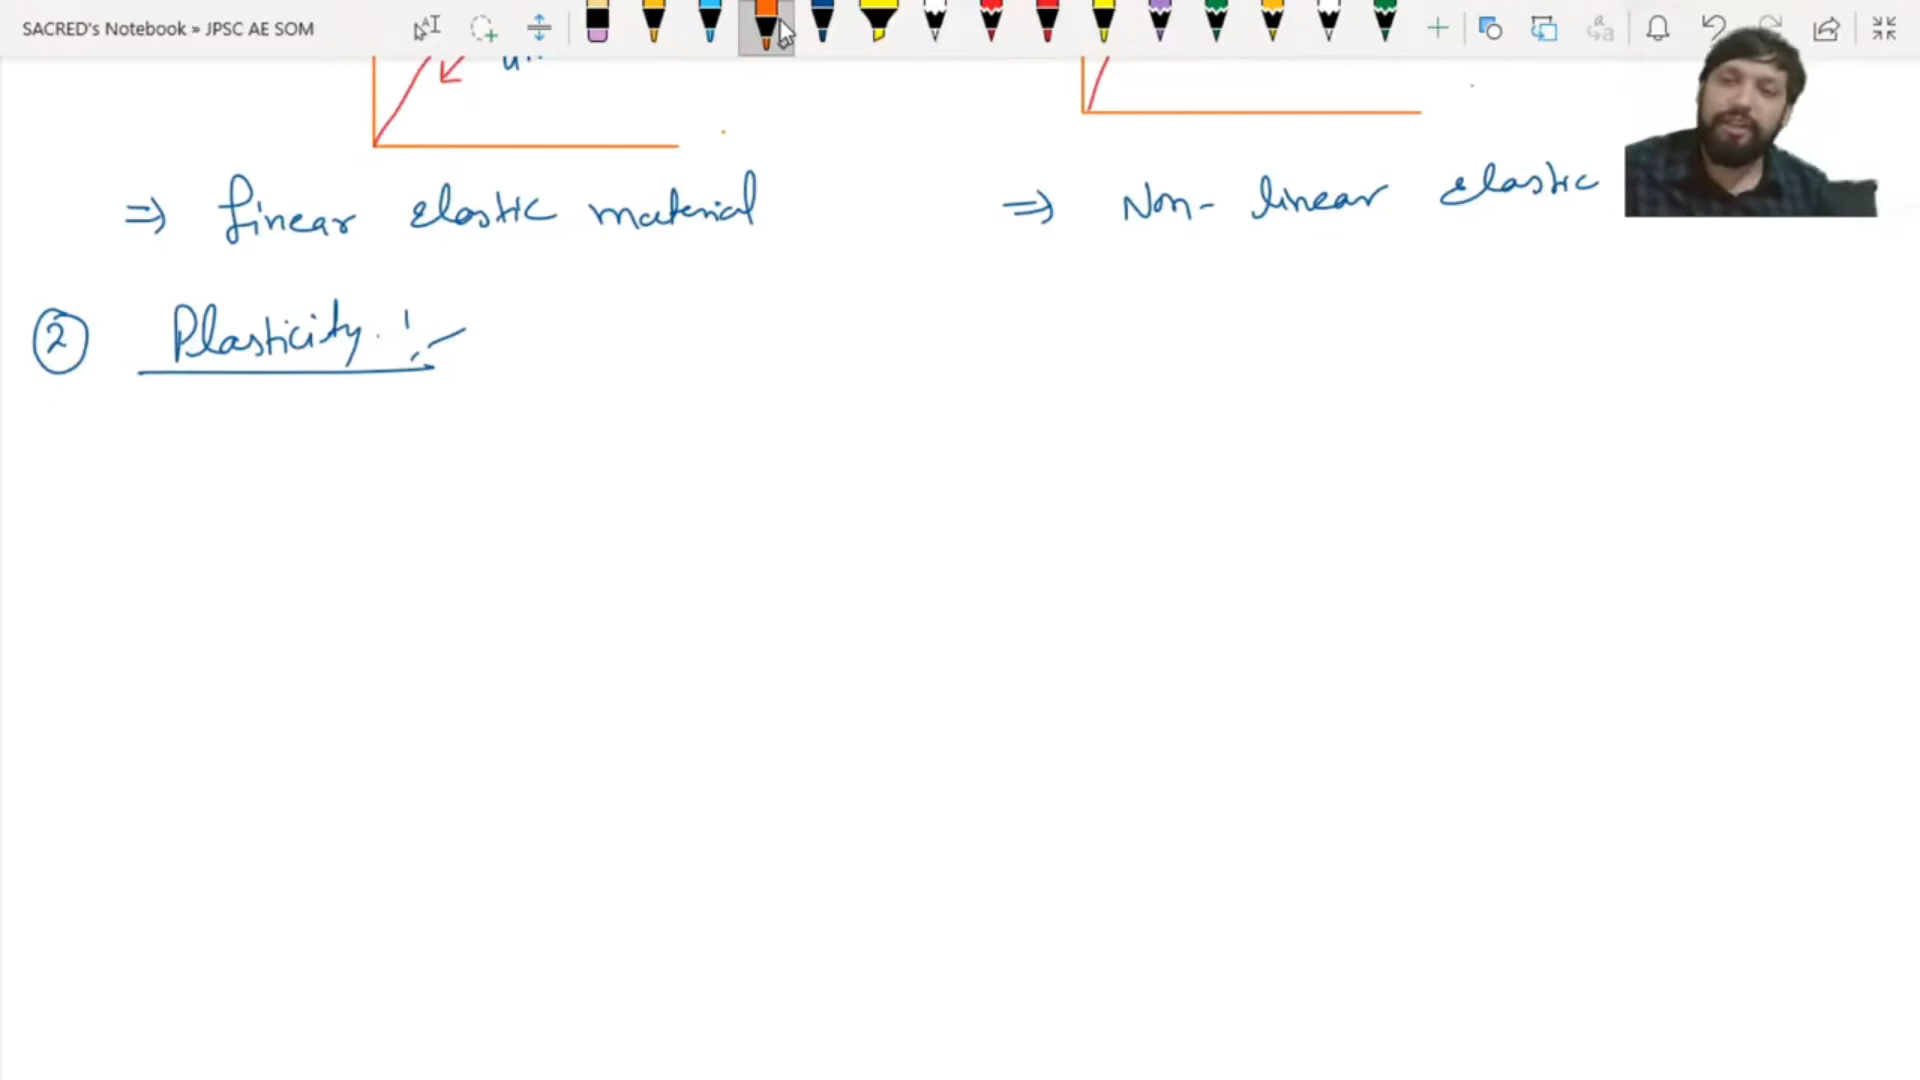 SACRED's Notebook » JPSC AE SOM
⇒ Linear elastic material
⇒ Non-linear elastic
② Plasticity :-